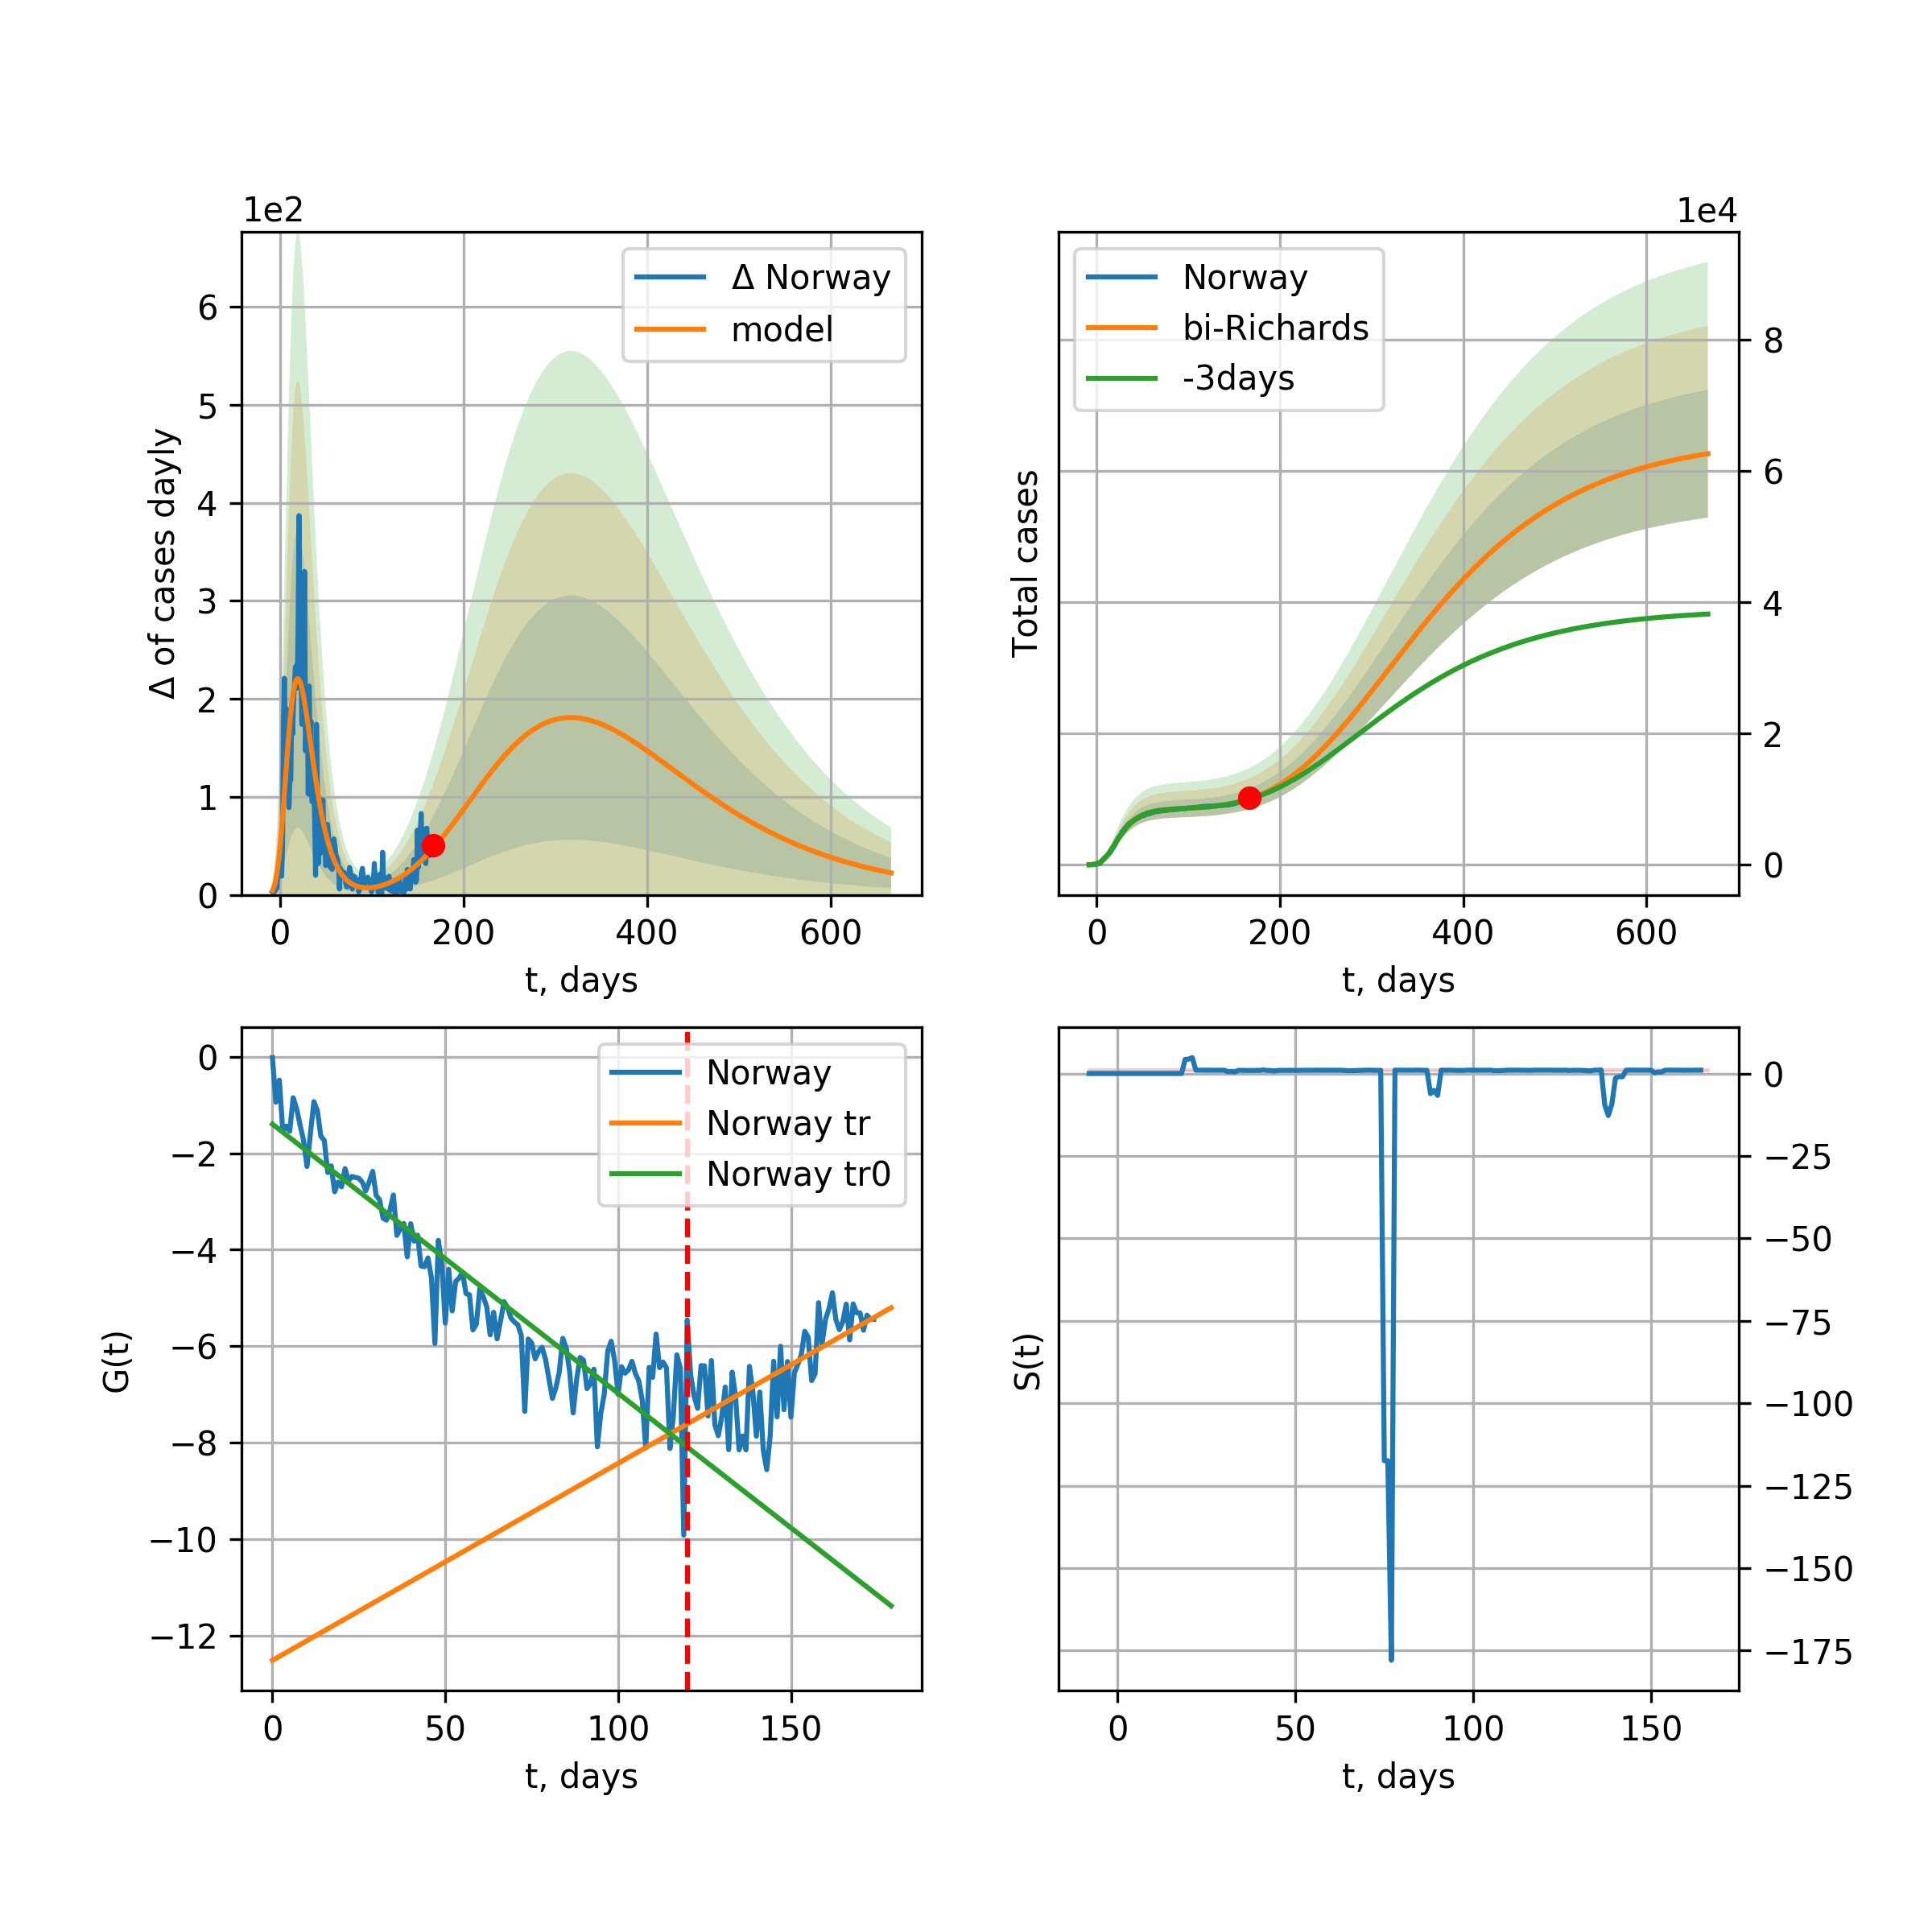 1e2
Δ Norway
model
6
5
4
3
2
1
0
Δ of cases dayly
0 200 400 600
t, days
1e4
Norway
bi-Richards
-3days
8
6
4
2
0
Total cases
0 200 400 600
t, days
Norway
Norway tr
Norway tr0
0
−2
−4
−6
−8
−10
−12
G(t)
0 50 100 150
t, days
0
−25
−50
−75
−100
−125
−150
−175
S(t)
0 50 100 150
t, days